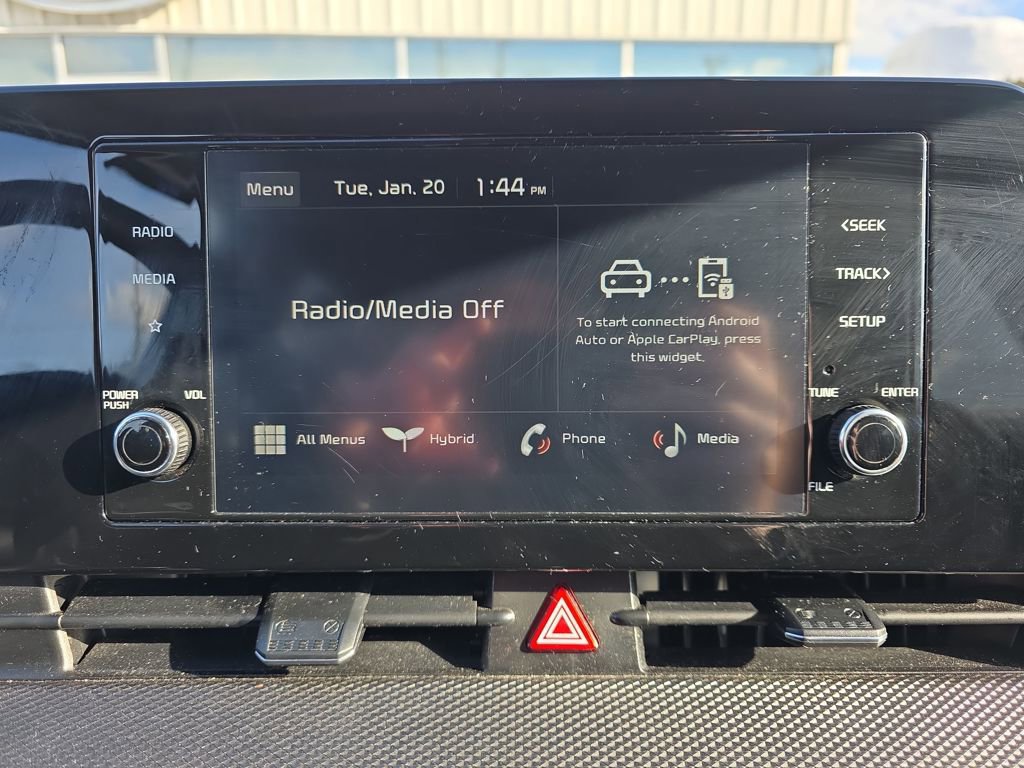 Menu
Tue, Jan. 20
1:44 PM
RADIO
MEDIA
<SEEK
TRACK>
SETUP
Radio/Media Off
To start connecting Android
Auto or Apple CarPlay, press
this widget.
POWER
PUSH
VOL
TUNE
ENTER
FILE
All Menus
Hybrid
Phone
Media